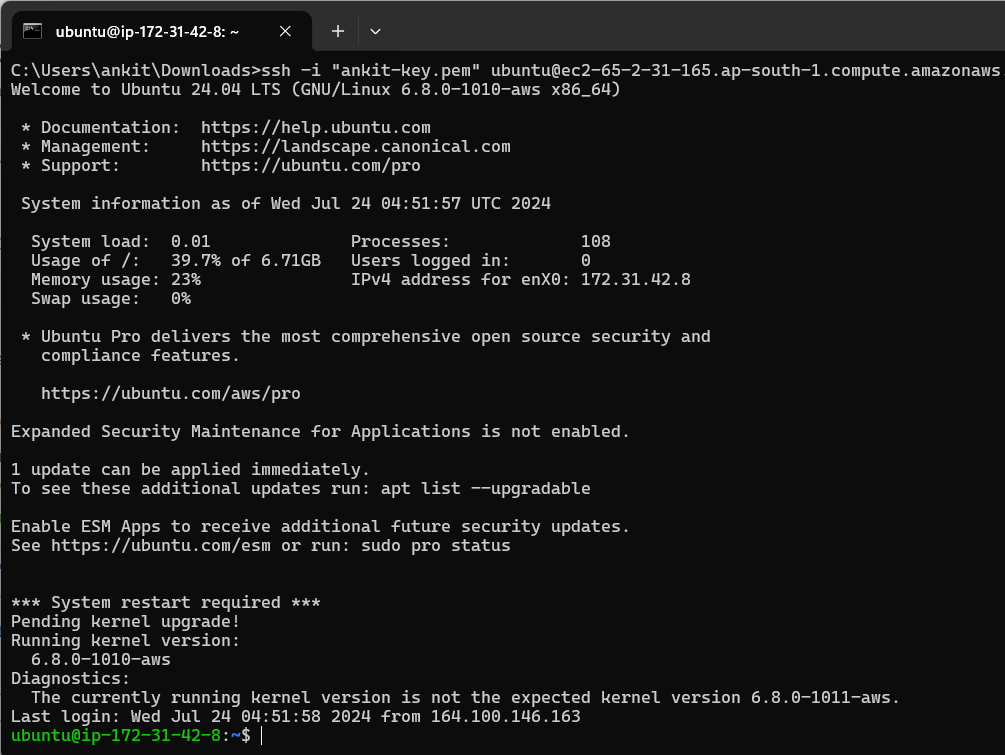 ubuntu@ip-172-31-42-8: ~
C:\Users\ankit\Downloads>ssh -i "ankit-key.pem" ubuntu@ec2-65-2-31-165.ap-south-1.compute.amazonaws
Welcome to Ubuntu 24.04 LTS (GNU/Linux 6.8.0-1010-aws x86_64)
* Documentation:  https://help.ubuntu.com
* Management:     https://landscape.canonical.com
* Support:        https://ubuntu.com/pro
System information as of Wed Jul 24 04:51:57 UTC 2024
System load:  0.01              Processes:             108
Usage of /:   39.7% of 6.71GB   Users logged in:       0
Memory usage: 23%               IPv4 address for enX0: 172.31.42.8
Swap usage:   0%
* Ubuntu Pro delivers the most comprehensive open source security and
compliance features.
https://ubuntu.com/aws/pro
Expanded Security Maintenance for Applications is not enabled.
1 update can be applied immediately.
To see these additional updates run: apt list --upgradable
Enable ESM Apps to receive additional future security updates.
See https://ubuntu.com/esm or run: sudo pro status
*** System restart required ***
Pending kernel upgrade!
Running kernel version:
6.8.0-1010-aws
Diagnostics:
The currently running kernel version is not the expected kernel version 6.8.0-1011-aws.
Last login: Wed Jul 24 04:51:58 2024 from 164.100.146.163
ubuntu@ip-172-31-42-8:~$